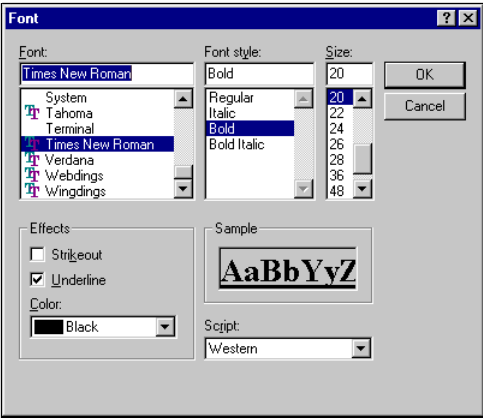 Font
Font: Font style: Size:
Times New Roman Bold 20 OK
System Regular 20 Cancel
Tahoma Italic 22
Terminal Bold 24
Times New Roman Bold Italic 26
Verdana 28
Webdings 36
Wingdings 48
Effects Sample
Strikeout
Underline AaBbYyZ
Color:
Black Script:
Western